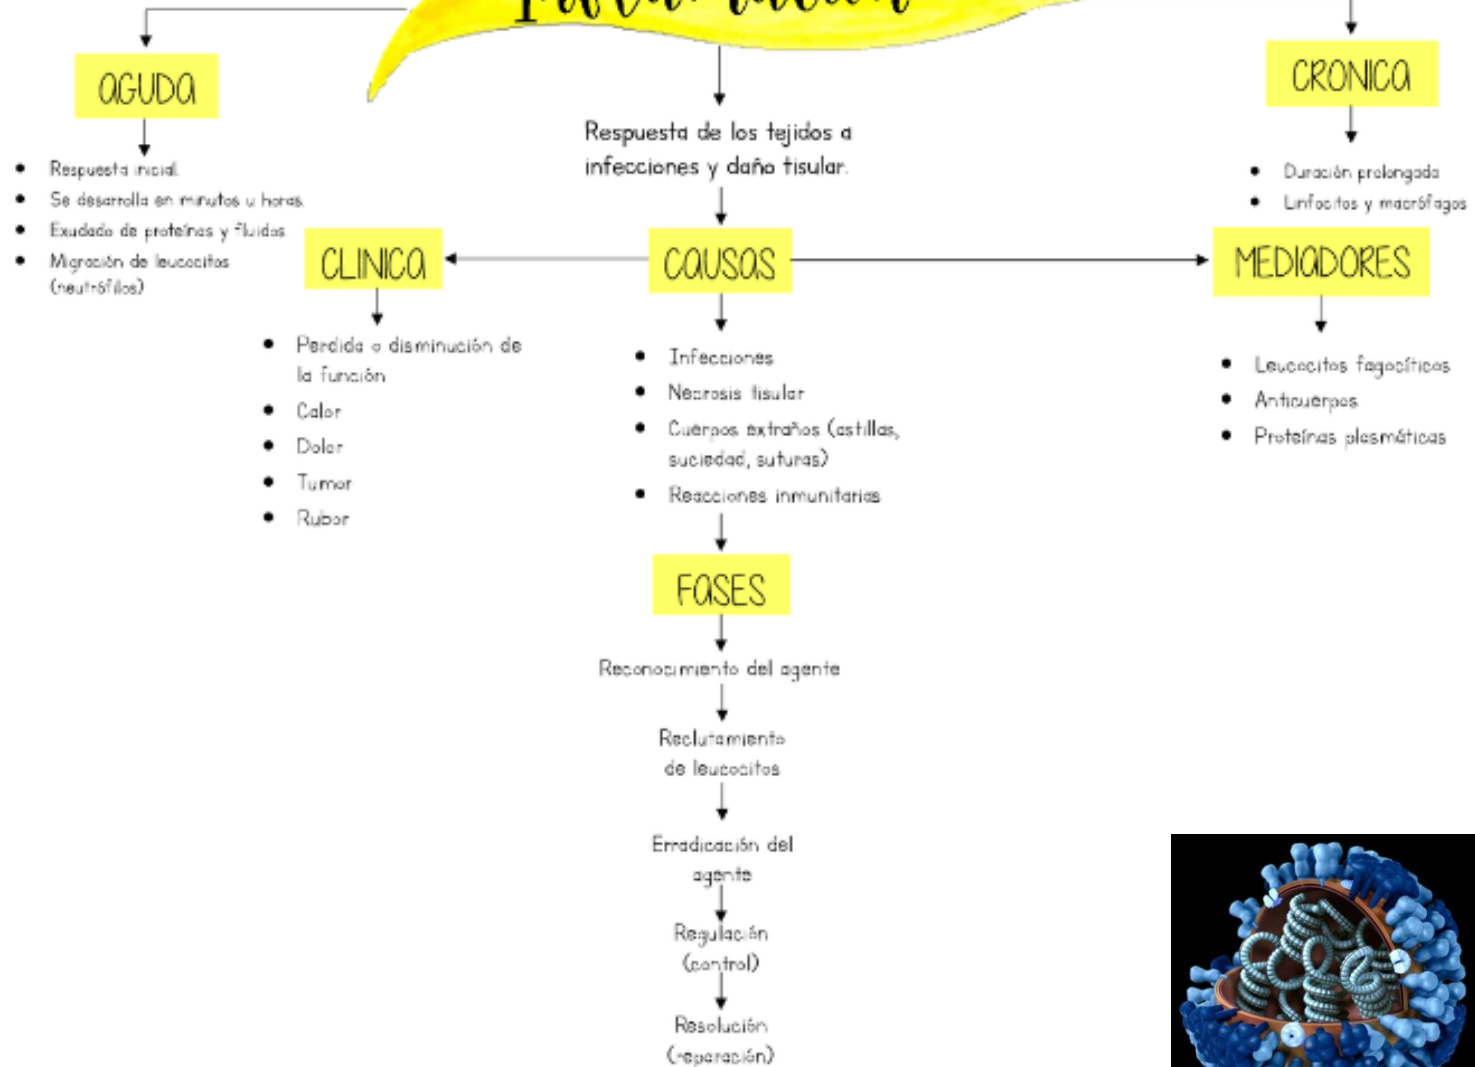 Inflamación
AGUDA
Respuesta inicial.
Se desarrolla en minutos u horas.
Exudado de proteínas y fluidos
Migración de leucocitos
(neutrófilos)
Respuesta de los tejidos a
infecciones y daño tisular.
CRONICA
Duración prolongada
Linfocitos y macrófagos
CLINICA
Perdida o disminución de
la función
Calor
Dolor
Tumor
Rubor
CAUSAS
Infecciones
Necrosis tisular
Cuerpos extraños (astillas,
suciedad, suturas)
Reacciones inmunitarias
MEDIADORES
Leucocitos fagocíticos
Anticuerpos
Proteínas plasmáticas
FASES
Reconocimiento del agente
Reclutamiento
de leucocitos
Erradicación del
agente
Regulación
(control)
Resolución
(reparación)